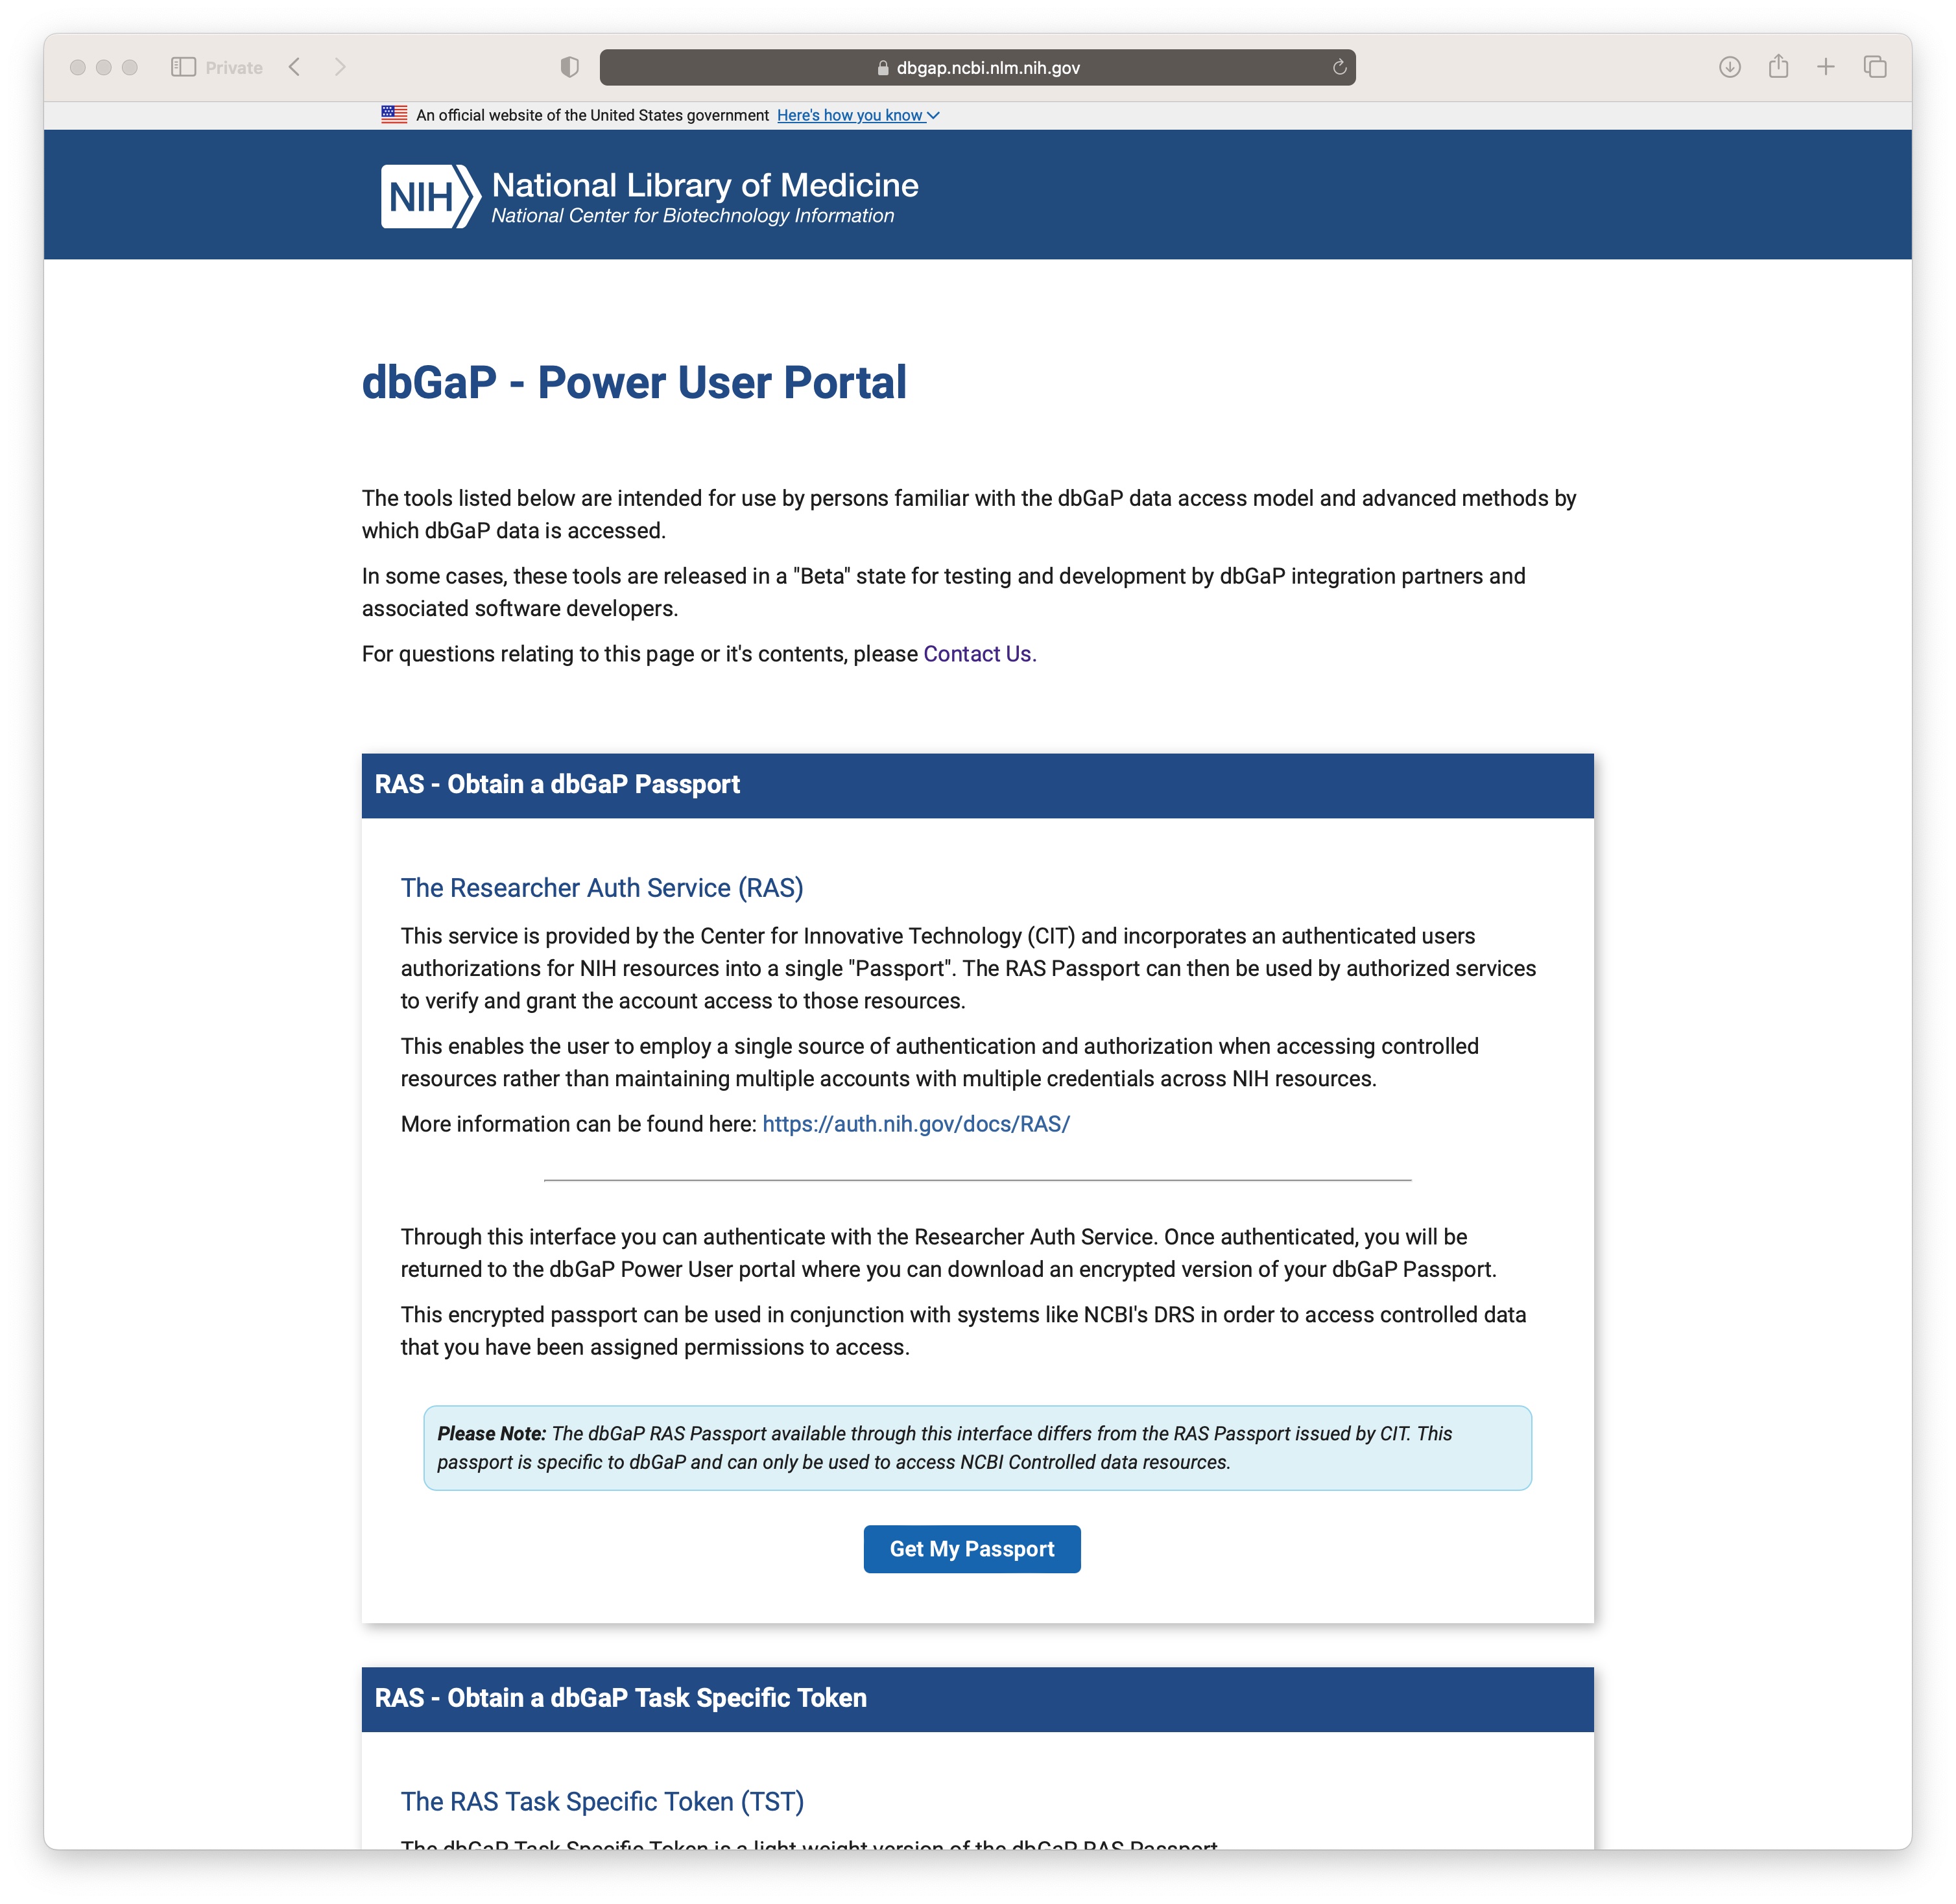 Private
dbgap.ncbi.nlm.nih.gov
An official website of the United States government Here's how you know
NIH National Library of Medicine
National Center for Biotechnology Information
dbGaP - Power User Portal
The tools listed below are intended for use by persons familiar with the dbGaP data access model and advanced methods by
which dbGaP data is accessed.
In some cases, these tools are released in a "Beta" state for testing and development by dbGaP integration partners and
associated software developers.
For questions relating to this page or it's contents, please Contact Us.
RAS - Obtain a dbGaP Passport
The Researcher Auth Service (RAS)
This service is provided by the Center for Innovative Technology (CIT) and incorporates an authenticated users
authorizations for NIH resources into a single "Passport". The RAS Passport can then be used by authorized services
to verify and grant the account access to those resources.
This enables the user to employ a single source of authentication and authorization when accessing controlled
resources rather than maintaining multiple accounts with multiple credentials across NIH resources.
More information can be found here: https://auth.nih.gov/docs/RAS/
Through this interface you can authenticate with the Researcher Auth Service. Once authenticated, you will be
returned to the dbGaP Power User portal where you can download an encrypted version of your dbGaP Passport.
This encrypted passport can be used in conjunction with systems like NCBI's DRS in order to access controlled data
that you have been assigned permissions to access.
Please Note: The dbGaP RAS Passport available through this interface differs from the RAS Passport issued by CIT. This
passport is specific to dbGaP and can only be used to access NCBI Controlled data resources.
Get My Passport
RAS - Obtain a dbGaP Task Specific Token
The RAS Task Specific Token (TST)
The dbGaP Task Specific Token is a light weight version of the dbGaP RAS Passport